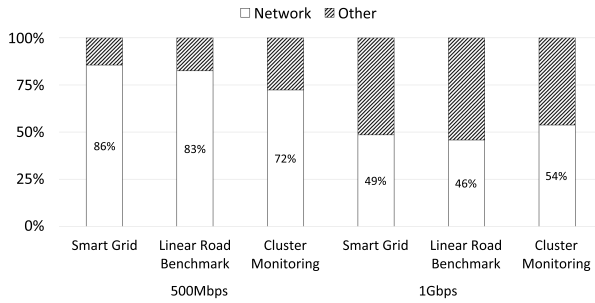 Network Other
100%
75%
50%
25%
0%
86% 83% 72% 49% 46% 54%
Smart Grid Linear Road Cluster Smart Grid Linear Road Cluster
Benchmark Monitoring Benchmark Monitoring
500Mbps 1Gbps